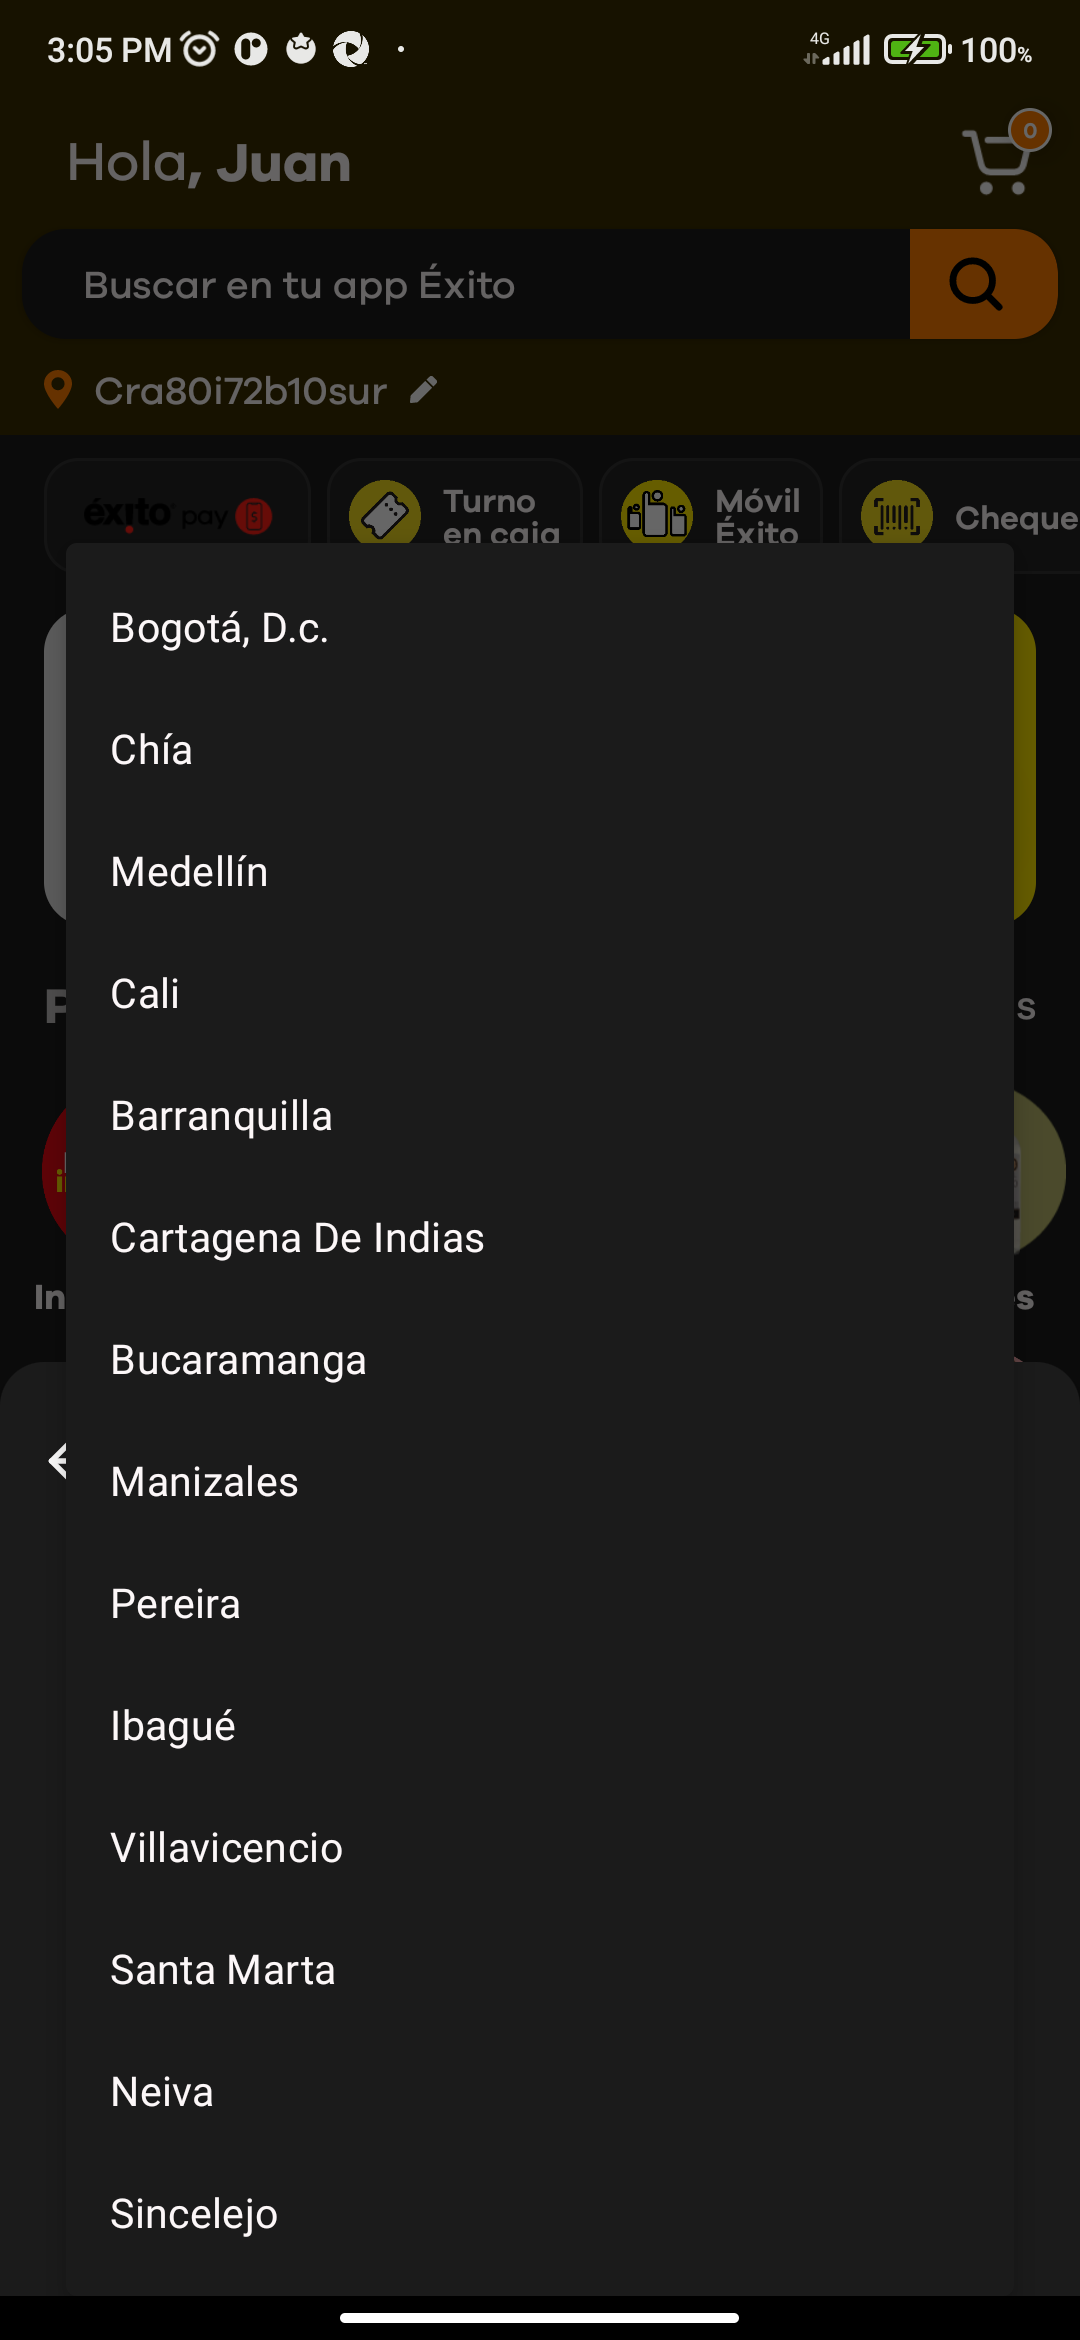 3:05 PM
4G
100%
Hola, Juan
0
Buscar en tu app Éxito
Cra80i72b10sur
éxito pay
Turno
en caja
Móvil
Éxito
Cheque
Bogotá, D.c.
Chía
Medellín
Cali
Barranquilla
Cartagena De Indias
Bucaramanga
Manizales
Pereira
Ibagué
Villavicencio
Santa Marta
Neiva
Sincelejo